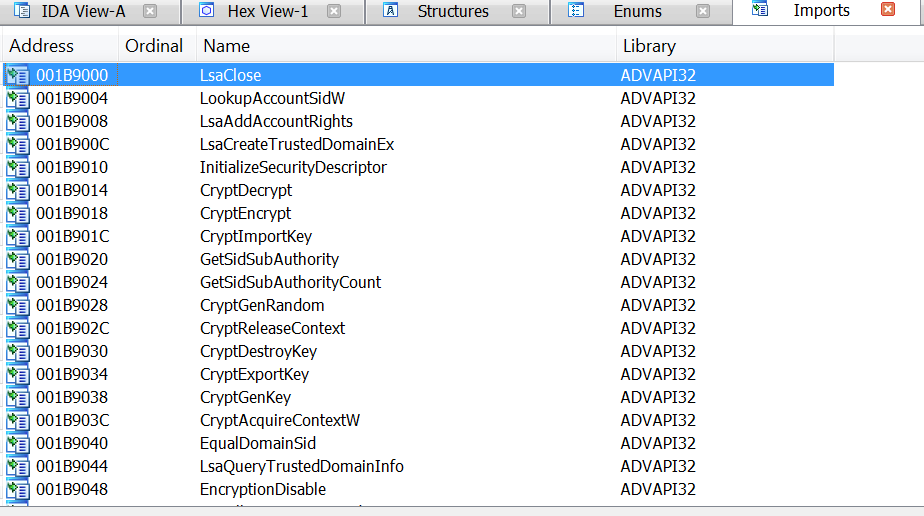 IDA View-A Hex View-1 Structures Enums Imports
Address Ordinal Name Library
001B9000 LsaClose ADVAPI32
001B9004 LookupAccountSidW ADVAPI32
001B9008 LsaAddAccountRights ADVAPI32
001B900C LsaCreateTrustedDomainEx ADVAPI32
001B9010 InitializeSecurityDescriptor ADVAPI32
001B9014 CryptDecrypt ADVAPI32
001B9018 CryptEncrypt ADVAPI32
001B901C CryptImportKey ADVAPI32
001B9020 GetSidSubAuthority ADVAPI32
001B9024 GetSidSubAuthorityCount ADVAPI32
001B9028 CryptGenRandom ADVAPI32
001B902C CryptReleaseContext ADVAPI32
001B9030 CryptDestroyKey ADVAPI32
001B9034 CryptExportKey ADVAPI32
001B9038 CryptGenKey ADVAPI32
001B903C CryptAcquireContextW ADVAPI32
001B9040 EqualDomainSid ADVAPI32
001B9044 LsaQueryTrustedDomainInfo ADVAPI32
001B9048 EncryptionDisable ADVAPI32